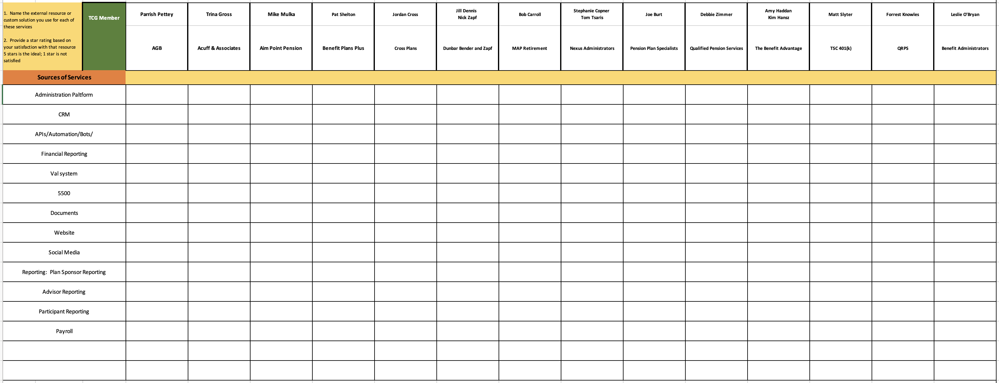 1.  Name the external resource or
custom solution you use for each of
these services
2.  Provide a star rating based on
your satisfaction with that resource
5 stars is the ideal; 1 star is not
satisfied
TCG Member
Parrish Pettey
Trina Gross
Mike Mulka
Pat Shelton
Jordan Cross
Jill Dennis
Nick Zapf
Bob Carroll
Stephanie Copner
Tom Tsaris
Joe Burt
Debbie Zimmer
Amy Haddan
Kim Hansz
Matt Slyter
Forrest Knowles
Leslie O'Bryan
AGB
Acuff & Associates
Aim Point Pension
Benefit Plans Plus
Cross Plans
Dunbar Bender and Zapf
MAP Retirement
Nexus Administrators
Pension Plan Specialists
Qualified Pension Services
The Benefit Advantage
TSC 401(k)
QRPS
Benefit Administrators
Sources of Services
Administration Paltform
CRM
APIs/Automation/Bots/
Financial Reporting
Val system
5500
Documents
Website
Social Media
Reporting:  Plan Sponsor Reporting
Advisor Reporting
Participant Reporting
Payroll